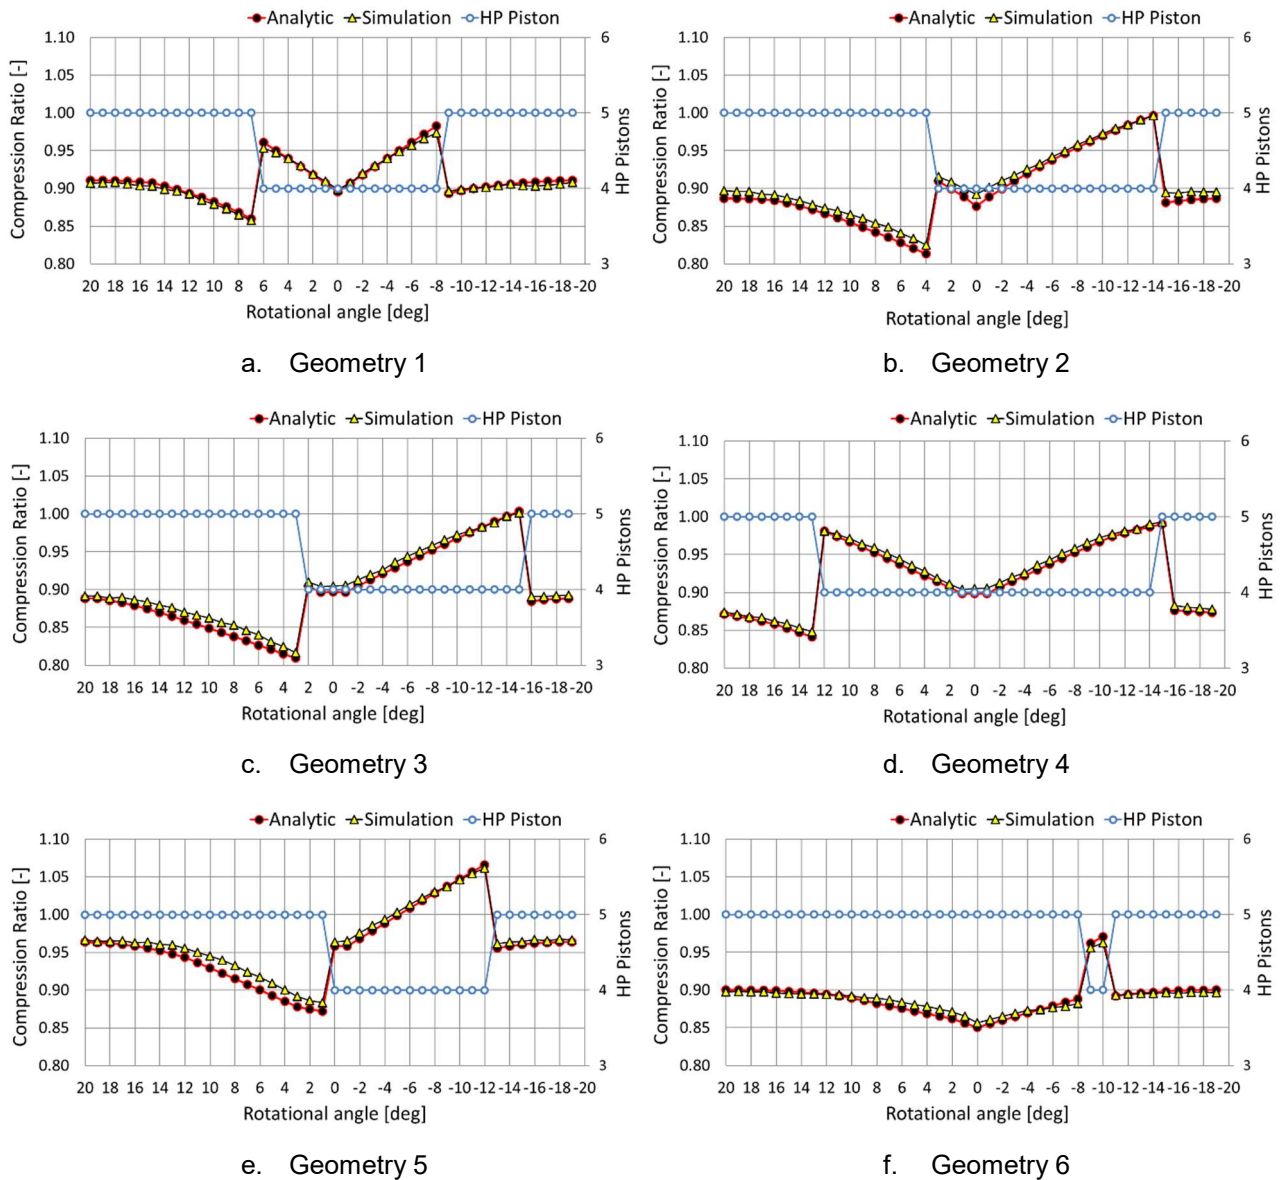 Analytic Simulation HP Piston
1.10 1.05 1.00 0.95 0.90 0.85 0.80
Compression Ratio [-]
6 5 4 3
HP Pistons
20 18 16 14 12 10 8 6 4 2 0 -2 -4 -6 -8 -10 -12 -14 -16 -18 -20
Rotational angle [deg]
a. Geometry 1
Analytic Simulation HP Piston
1.10 1.05 1.00 0.95 0.90 0.85 0.80
Compression Ratio [-]
6 5 4 3
HP Pistons
20 18 16 14 12 10 8 6 4 2 0 -2 -4 -6 -8 -10 -12 -14 -16 -18 -20
Rotational angle [deg]
b. Geometry 2
Analytic Simulation HP Piston
1.10 1.05 1.00 0.95 0.90 0.85 0.80
Compression Ratio [-]
6 5 4 3
HP Pistons
20 18 16 14 12 10 8 6 4 2 0 -2 -4 -6 -8 -10 -12 -14 -16 -18 -20
Rotational angle [deg]
c. Geometry 3
Analytic Simulation HP Piston
1.10 1.05 1.00 0.95 0.90 0.85 0.80
Compression Ratio [-]
6 5 4 3
HP Pistons
20 18 16 14 12 10 8 6 4 2 0 -2 -4 -6 -8 -10 -12 -14 -16 -18 -20
Rotational angle [deg]
d. Geometry 4
Analytic Simulation HP Piston
1.10 1.05 1.00 0.95 0.90 0.85 0.80
Compression Ratio [-]
6 5 4 3
HP Pistons
20 18 16 14 12 10 8 6 4 2 0 -2 -4 -6 -8 -10 -12 -14 -16 -18 -20
Rotational angle [deg]
e. Geometry 5
Analytic Simulation HP Piston
1.10 1.05 1.00 0.95 0.90 0.85 0.80
Compression Ratio [-]
6 5 4 3
HP Pistons
20 18 16 14 12 10 8 6 4 2 0 -2 -4 -6 -8 -10 -12 -14 -16 -18 -20
Rotational angle [deg]
f. Geometry 6